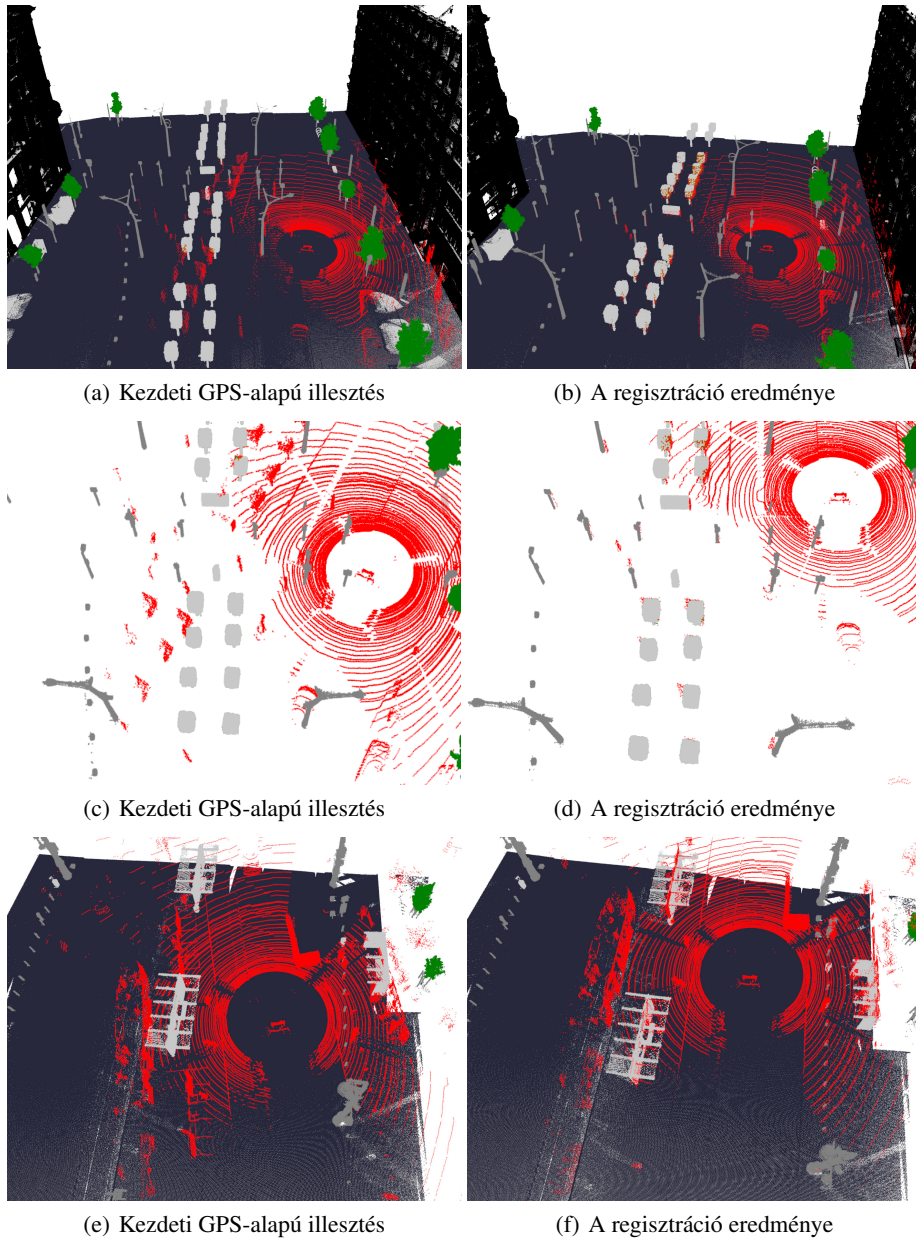 (a) Kezdeti GPS-alapú illesztés
(b) A regisztráció eredménye
(c) Kezdeti GPS-alapú illesztés
(d) A regisztráció eredménye
(e) Kezdeti GPS-alapú illesztés
(f) A regisztráció eredménye